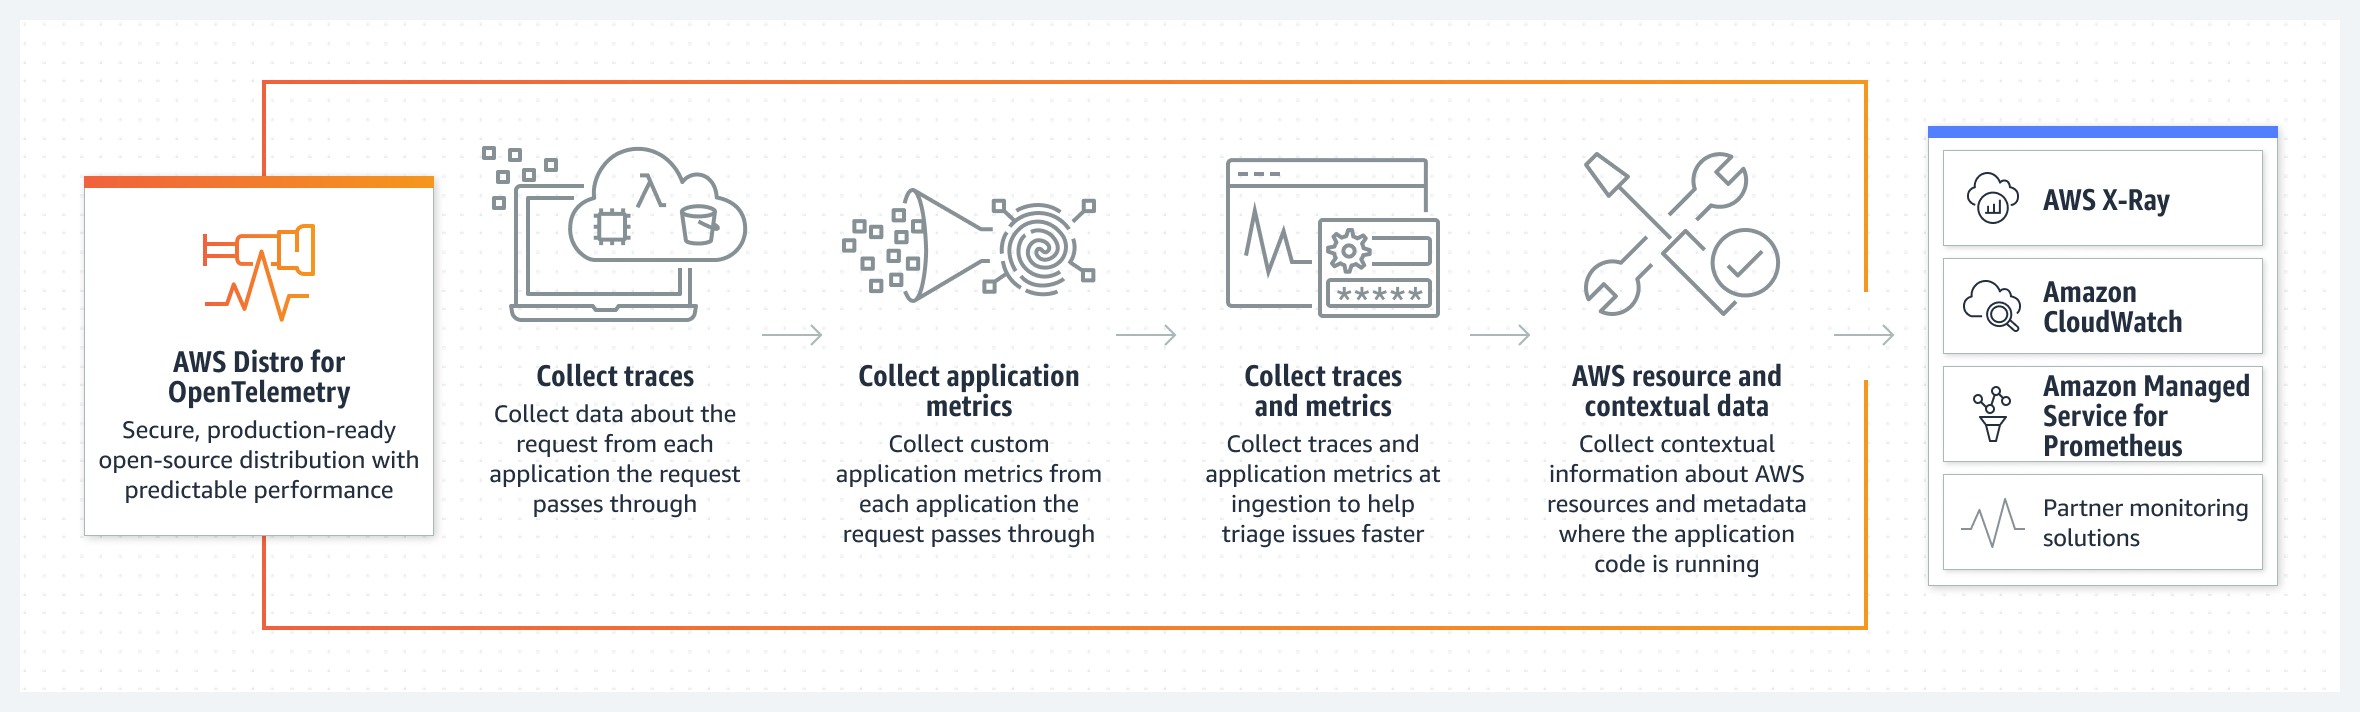 AWS Distro for
OpenTelemetry
Secure, production-ready
open-source distribution with
predictable performance
Collect traces
Collect data about the
request from each
application the request
passes through
Collect application
metrics
Collect custom
application metrics from
each application the
request passes through
Collect traces
and metrics
Collect traces and
application metrics at
ingestion to help
triage issues faster
*****
AWS resource and
contextual data
Collect contextual
information about AWS
resources and metadata
where the application
code is running
AWS X-Ray
Amazon
CloudWatch
Amazon Managed
Service for
Prometheus
Partner monitoring
solutions